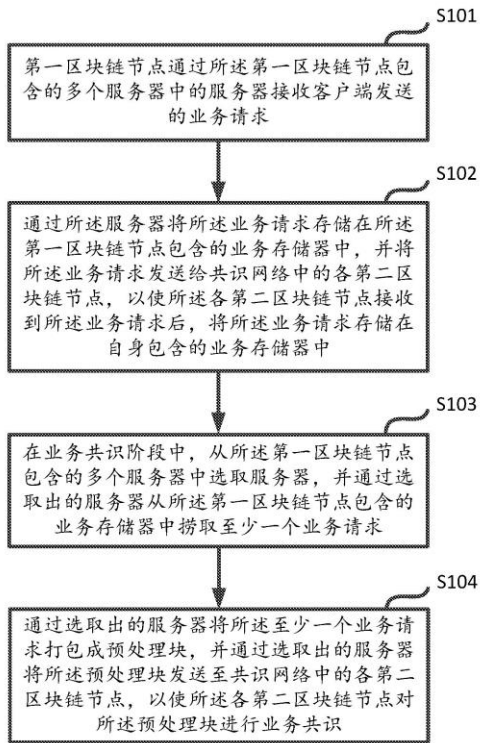 S101
第一区块链节点通过所述第一区块链节点包
含的多个服务器中的服务器接收客户端发送
的业务请求
S102
通过所述服务器将所述业务请求存储在所述
第一区块链节点包含的业务存储器中，并将
所述业务请求发送给共识网络中的各第二区
块链节点，以使所述各第二区块链节点接收
到所述业务请求后，将所述业务请求存储在
自身包含的业务存储器中
S103
在业务共识阶段中，从所述第一区块链节点
包含的多个服务器中选取服务器，并通过选
取出的服务器从所述第一区块链节点包含的
业务存储器中捞取至少一个业务请求
S104
通过选取出的服务器将所述至少一个业务请
求打包成预处理块，并通过选取出的服务器
将所述预处理块发送至共识网络中的各第二
区块链节点，以使所述各第二区块链节点对
所述预处理块进行业务共识